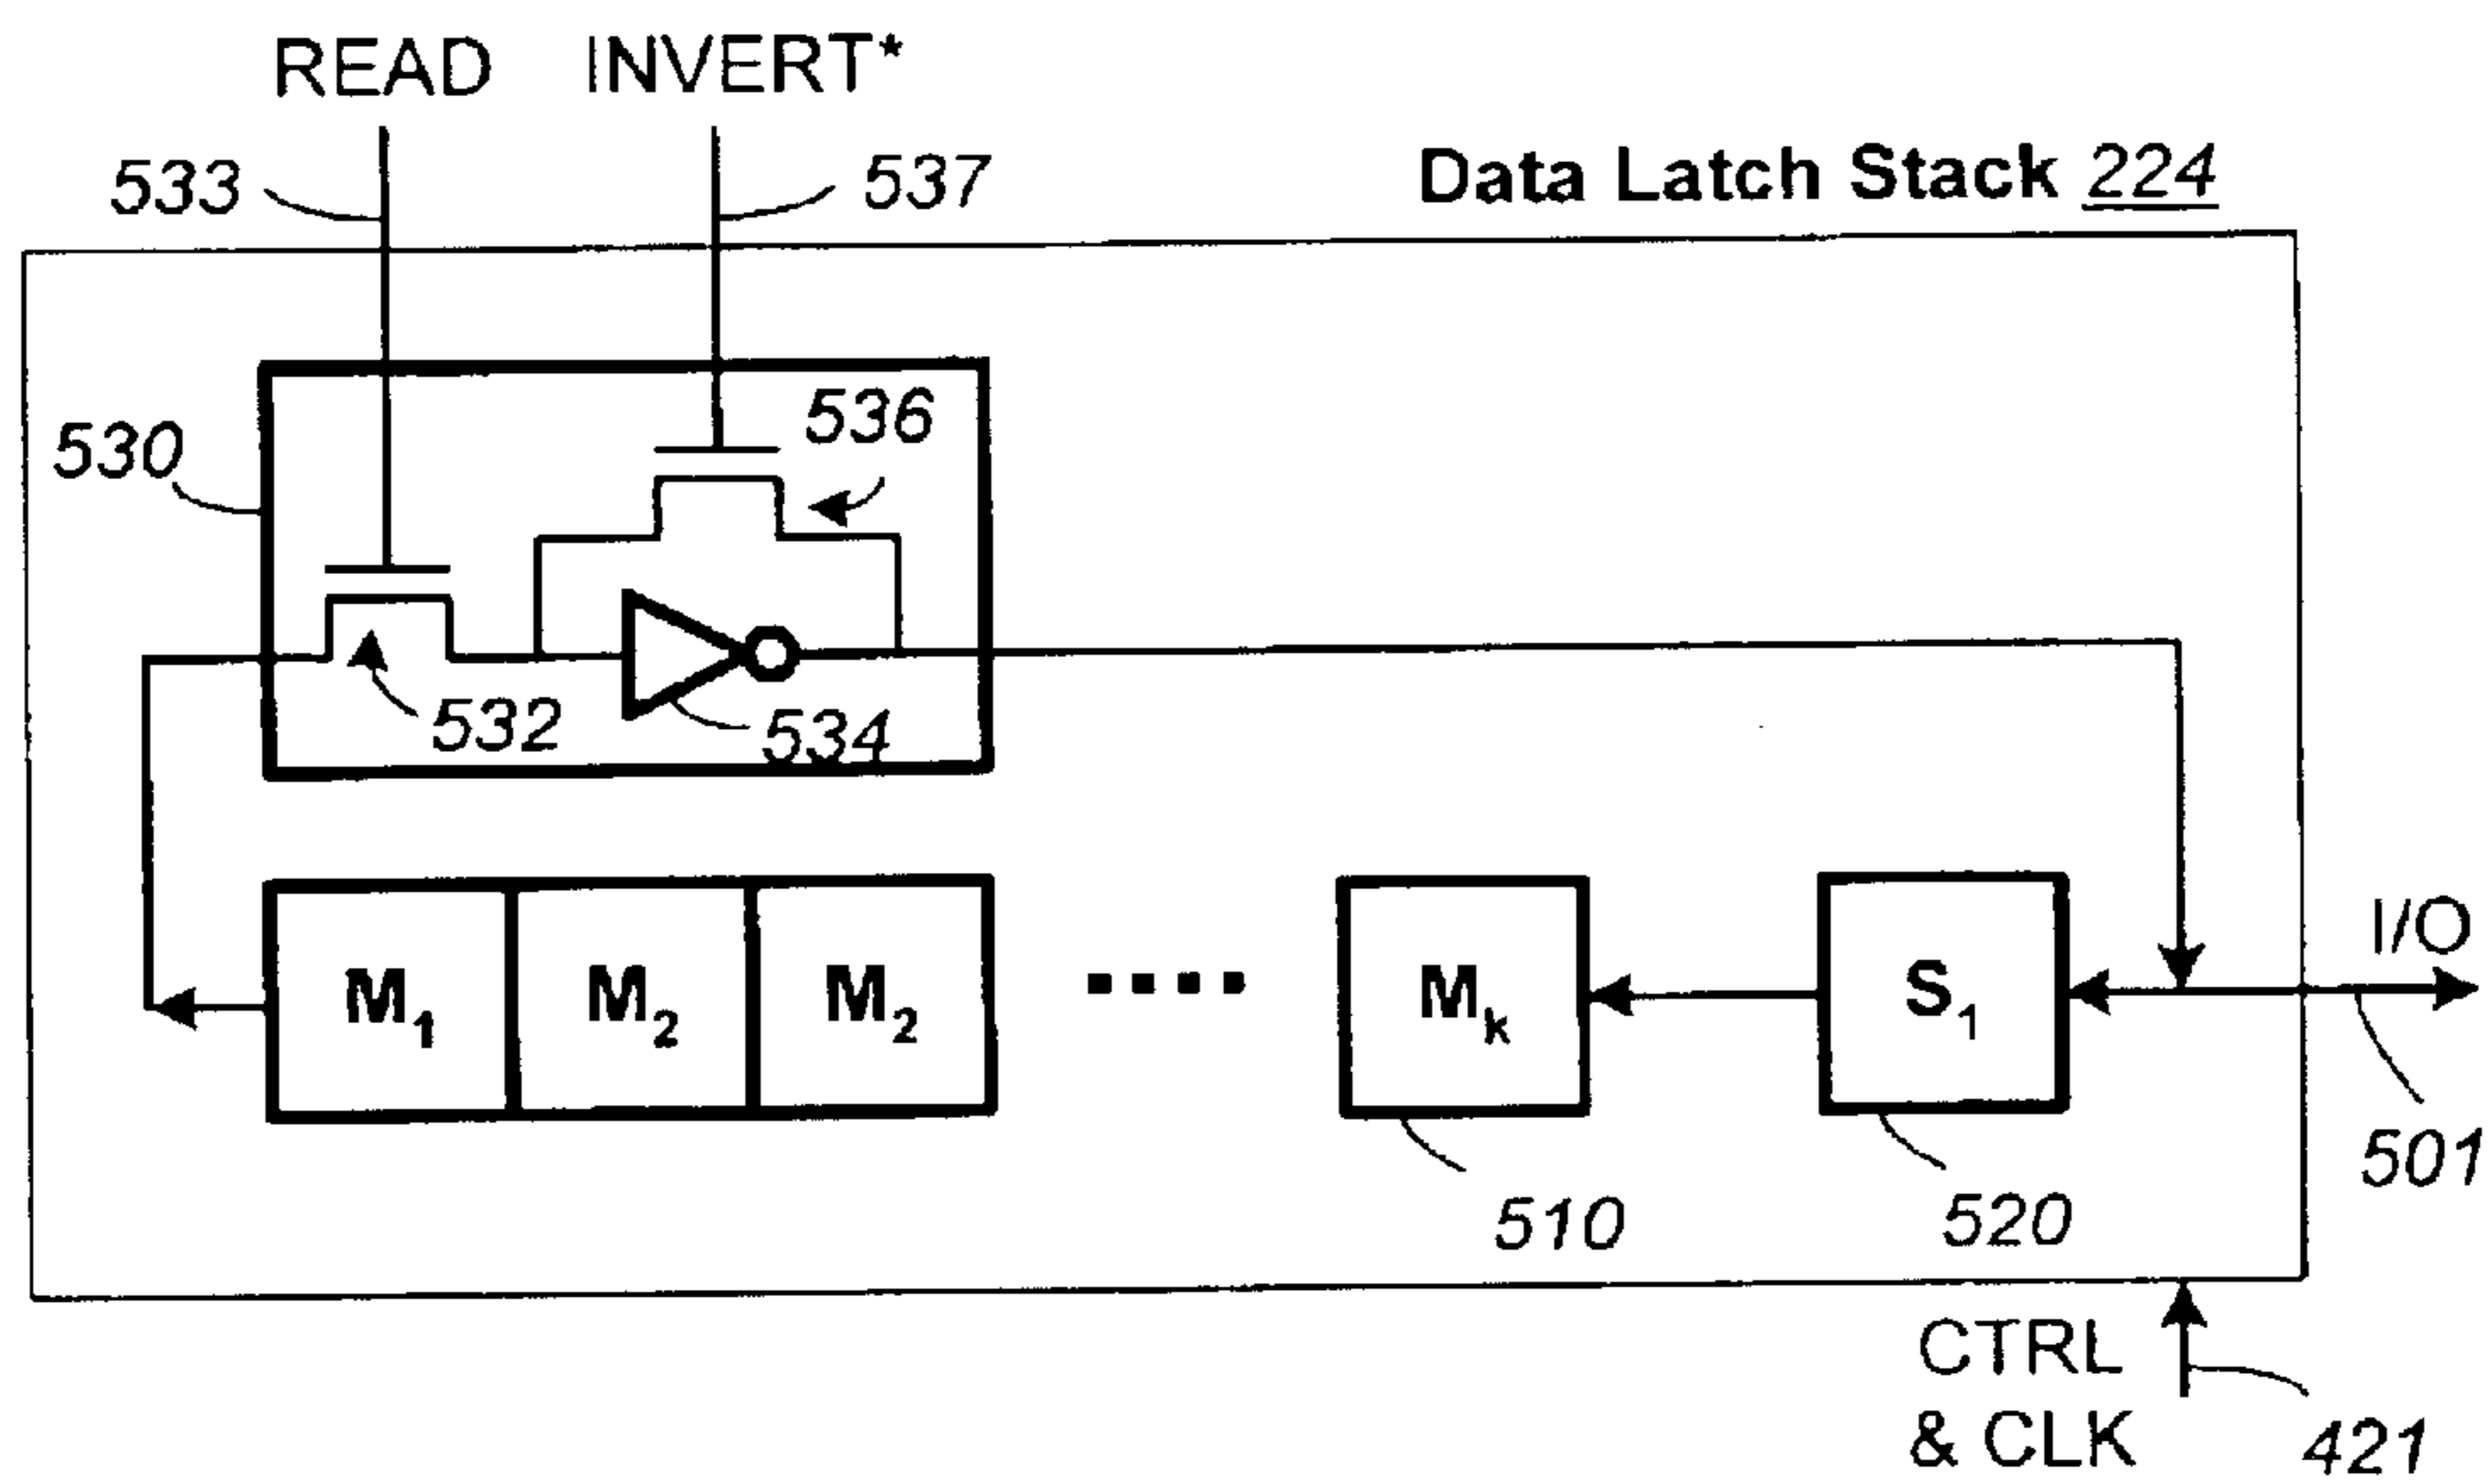 READ INVERT*
533
537
Data Latch Stack 224
530
536
532
534
M1 M2 M2 Mk S1
I/O
501
510
520
CTRL
& CLK
421